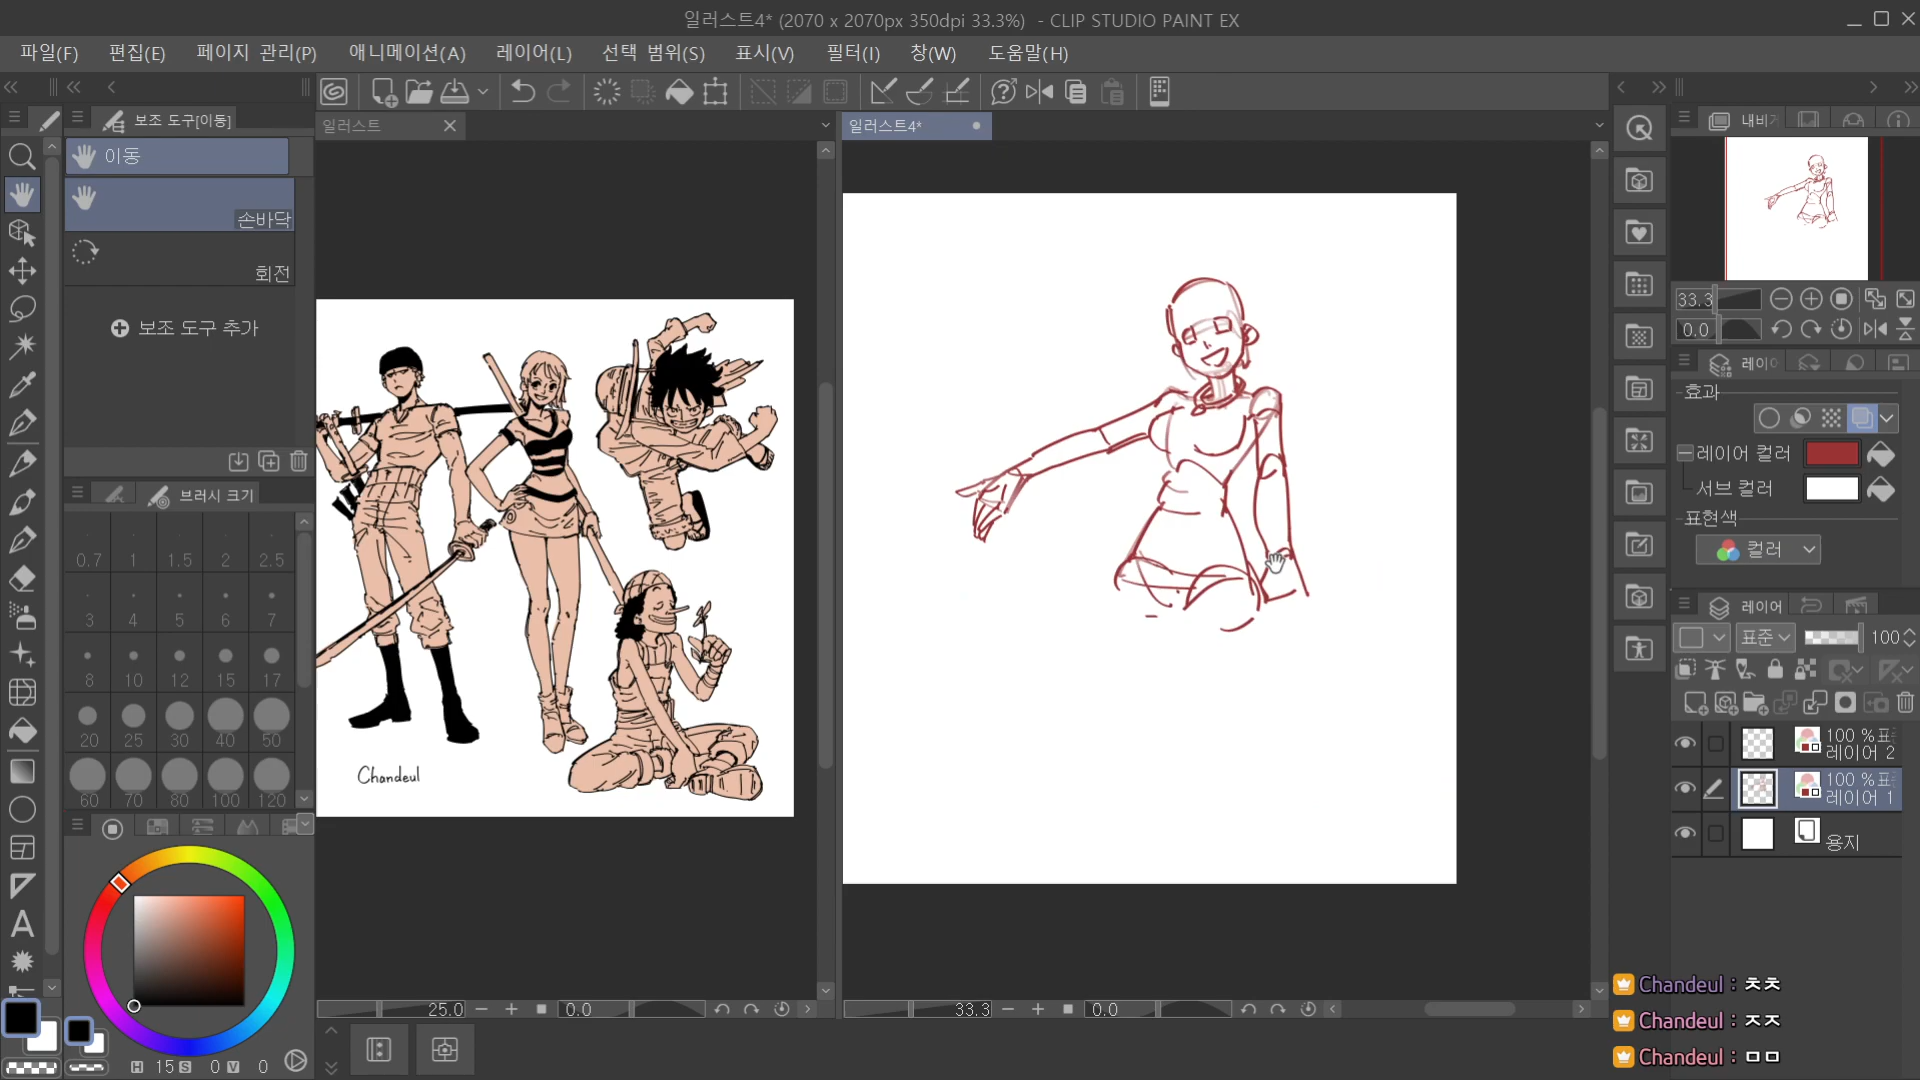 일러스트4* (2070 x 2070px 350dpi 33.3%) - CLIP STUDIO PAINT EX
파일(F) 편집(E) 페이지 관리(P) 애니메이션(A) 레이어(L) 선택 범위(S) 표시(V) 필터(I) 창(W) 도움말(H)
보조 도구[이동]
일러스트
일러스트4*
이동
손바닥
회전
보조 도구 추가
브러시 크기
0.7 1 1.5 2 2.5
3 4 5 6 7
8 10 12 15 17
20 25 30 40 50
60 70 80 100 120
H 15 S 0 V 0
Chandeul
25.0 0.0
33.3 0.0
33.3
0.0
효과
레이어 컬러
서브 컬러
표현색
컬러
레이어
표준 100
100 %
레이어 2
100 %
레이어 1
용지
Chandeul : ㅊㅊ
Chandeul : ㅈㅈ
Chandeul : ㅁㅁ